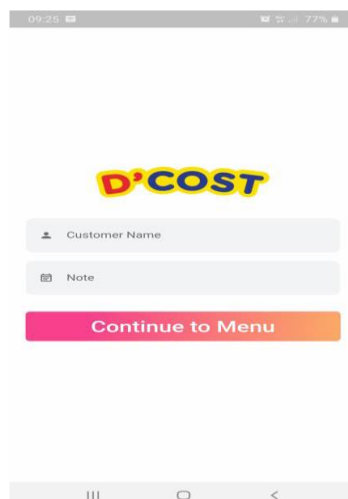 09:25 77%
D'COST
Customer Name
Note
Continue to Menu